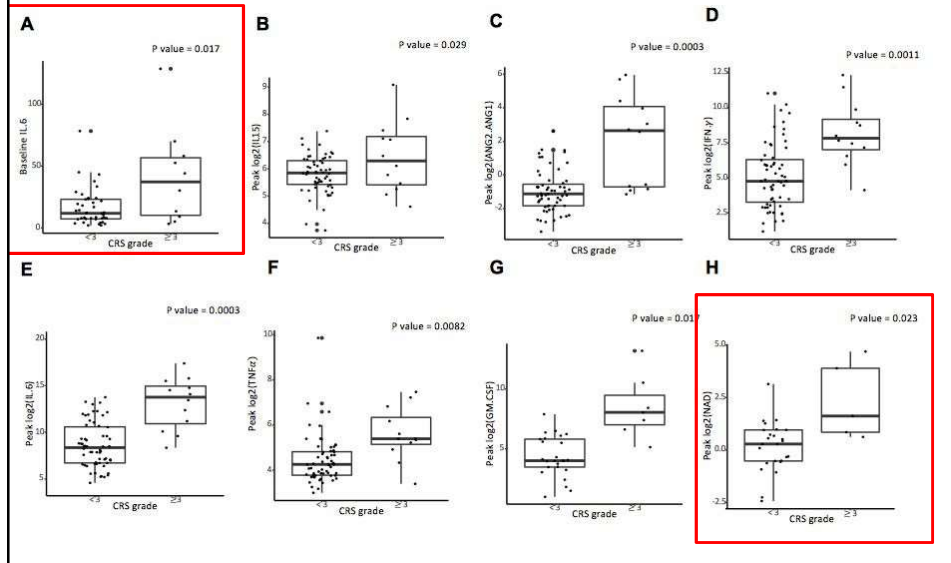 A
P value = 0.017
Baseline IL.6
100
50
0
<3
≥3
CRS grade
B
P value = 0.029
Peak log2(IL15)
9
8
7
6
5
4
<3
≥3
CRS grade
C
P value = 0.0003
Peak log2(ANG2.ANG1)
6
4
2
0
-2
<3
≥3
CRS grade
D
P value = 0.0011
Peak log2(IFN.γ)
12.5
10.0
7.5
5.0
2.5
<3
≥3
CRS grade
E
P value = 0.0003
Peak log2(IL.6)
20
15
10
5
<3
≥3
CRS grade
F
P value = 0.0082
Peak log2(TNFα)
10
8
6
4
<3
≥3
CRS grade
G
P value = 0.017
Peak log2(GM.CSF)
10
5
<3
≥3
CRS grade
H
P value = 0.023
Peak log2(NAD)
5.0
2.5
0.0
-2.5
<3
≥3
CRS grade